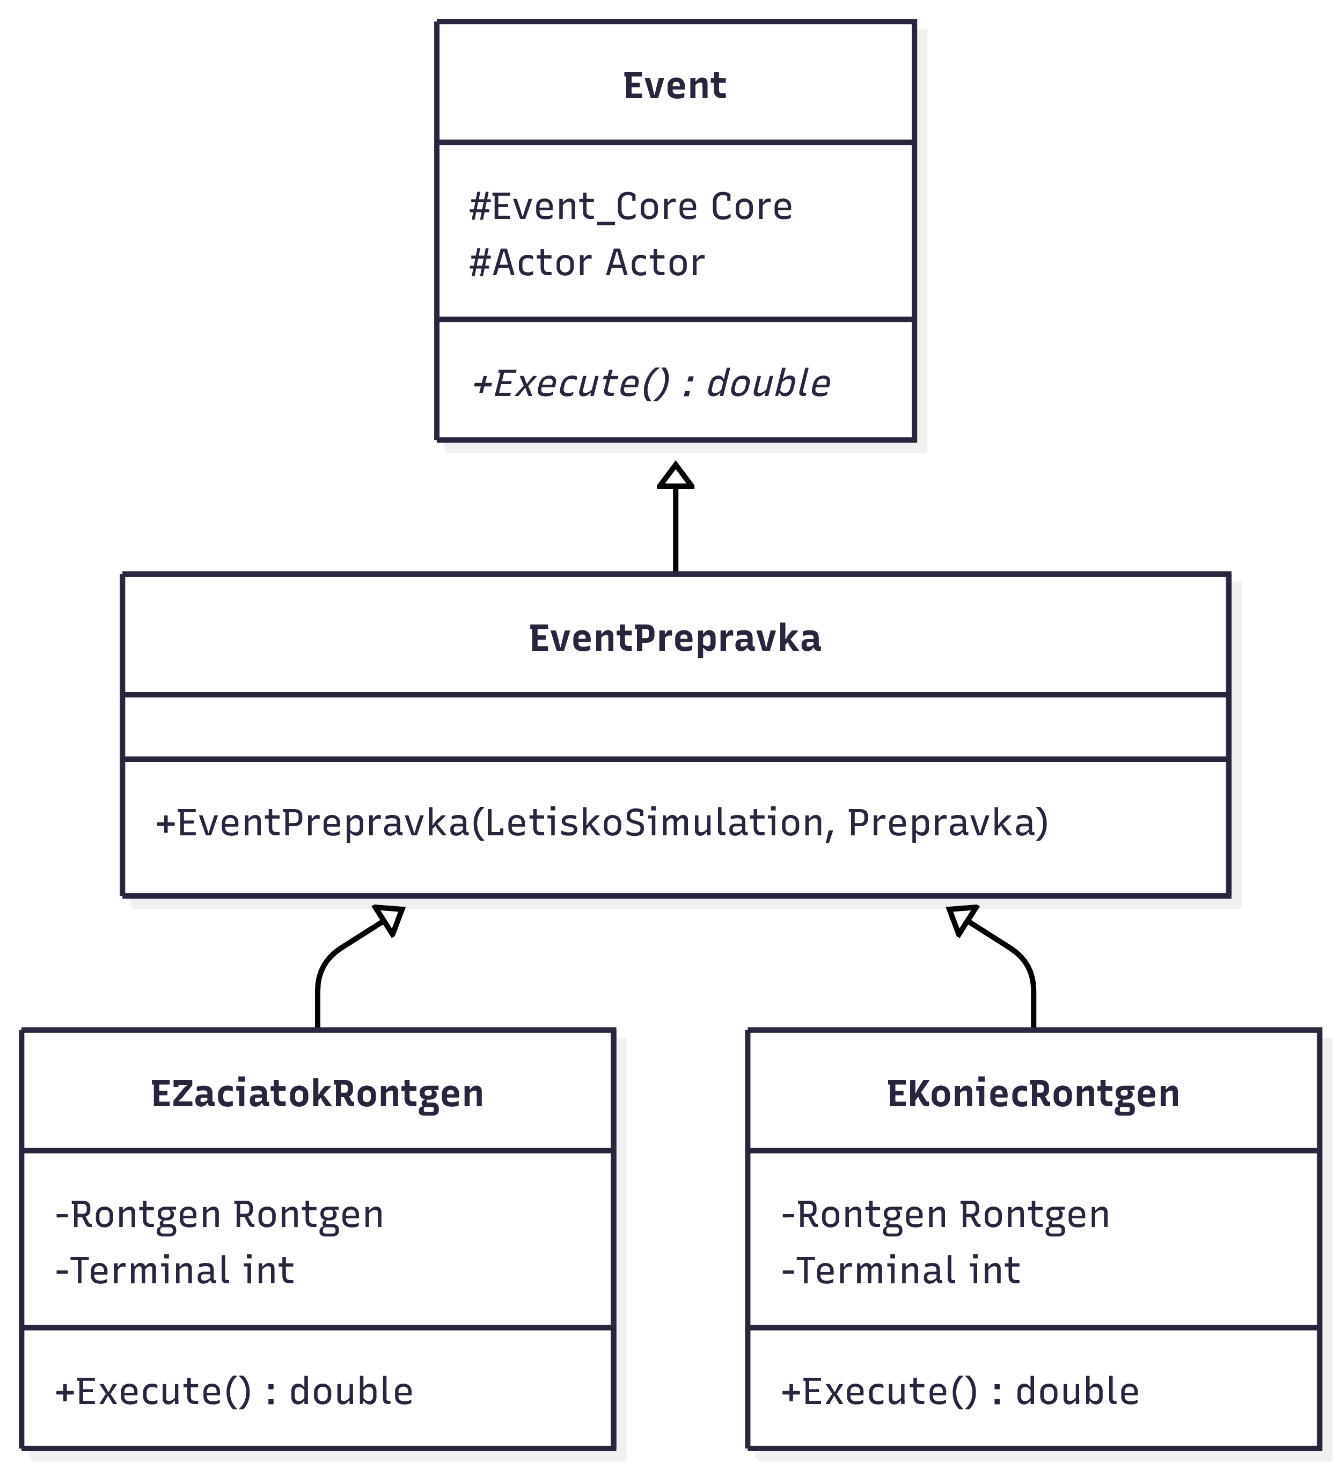 Event
#Event_Core Core
#Actor Actor
+Execute() : double
EventPrepravka
+EventPrepravka(LetiskoSimulation, Prepravka)
EZaciatokRontgen
-Rontgen Rontgen
-Terminal int
+Execute() : double
EKoniecRontgen
-Rontgen Rontgen
-Terminal int
+Execute() : double